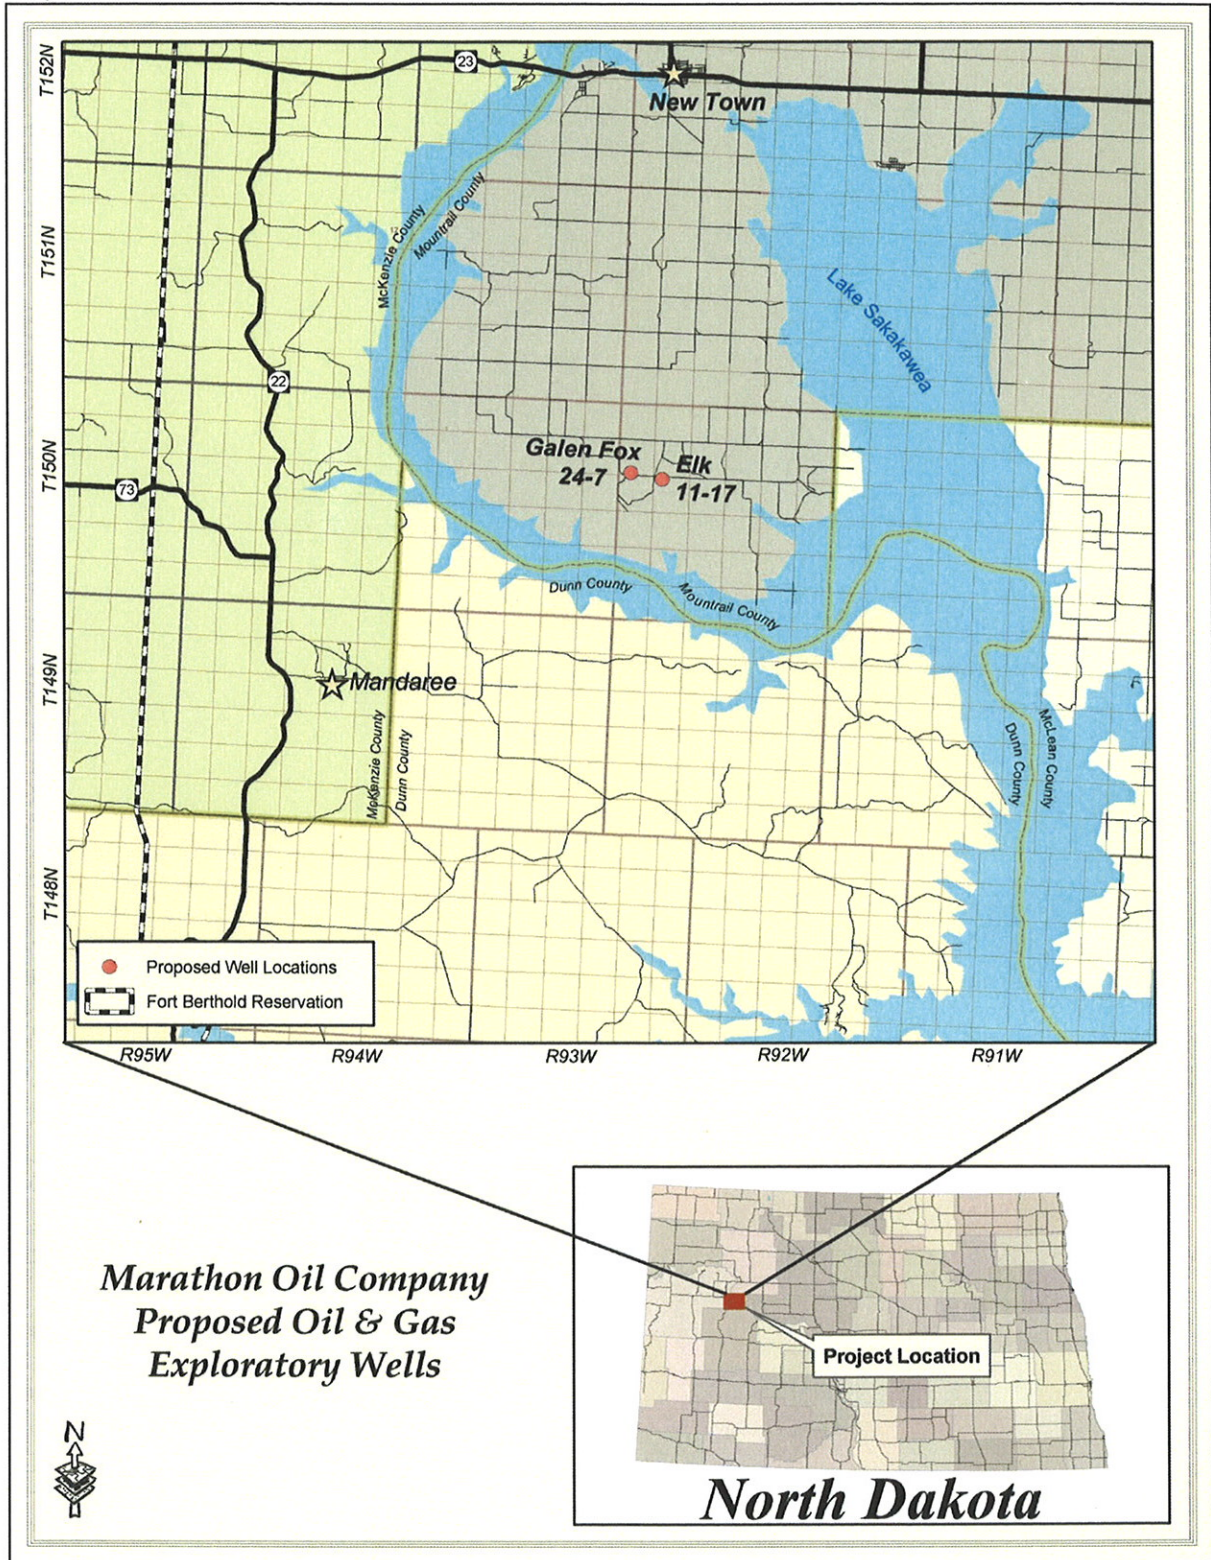 T152N
T151N
T150N
T149N
T148N
23
New Town
McKenzie County
Mountrail County
Lake Sakakawea
22
Galen Fox
24-7
Elk
11-17
73
Dunn County
Mountrail County
Mandaree
McKenzie County
Dunn County
Dunn County
McLean County
Proposed Well Locations
Fort Berthold Reservation
R95W
R94W
R93W
R92W
R91W
Marathon Oil Company
Proposed Oil & Gas
Exploratory Wells
N
Project Location
North Dakota